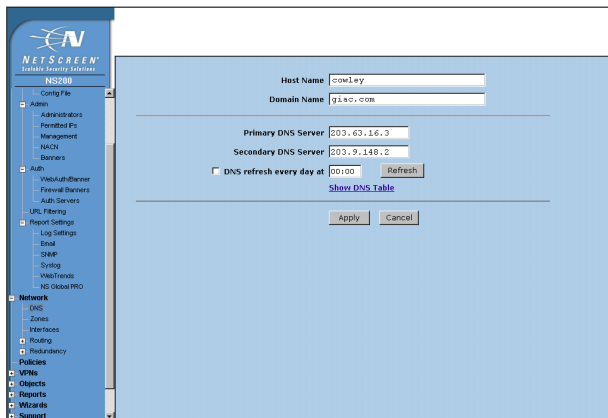 NETSCREEN
Scalable Security Solutions
NS200
Config File
Admin
Administrators
Permitted IPs
Management
NACN
Banners
Auth
WebAuth/Banner
Firewall Banners
Auth Servers
URL Filtering
Report Settings
Log Settings
Email
SNMP
Syslog
WebTrends
NS Global PRO
Network
DNS
Zones
Interfaces
Routing
Redundancy
Policies
VPNs
Objects
Reports
Wizards
Support
Host Name cowley
Domain Name giac.com
Primary DNS Server 203.63.16.3
Secondary DNS Server 203.9.148.2
DNS refresh every day at 00:00 Refresh
Show DNS Table
Apply Cancel